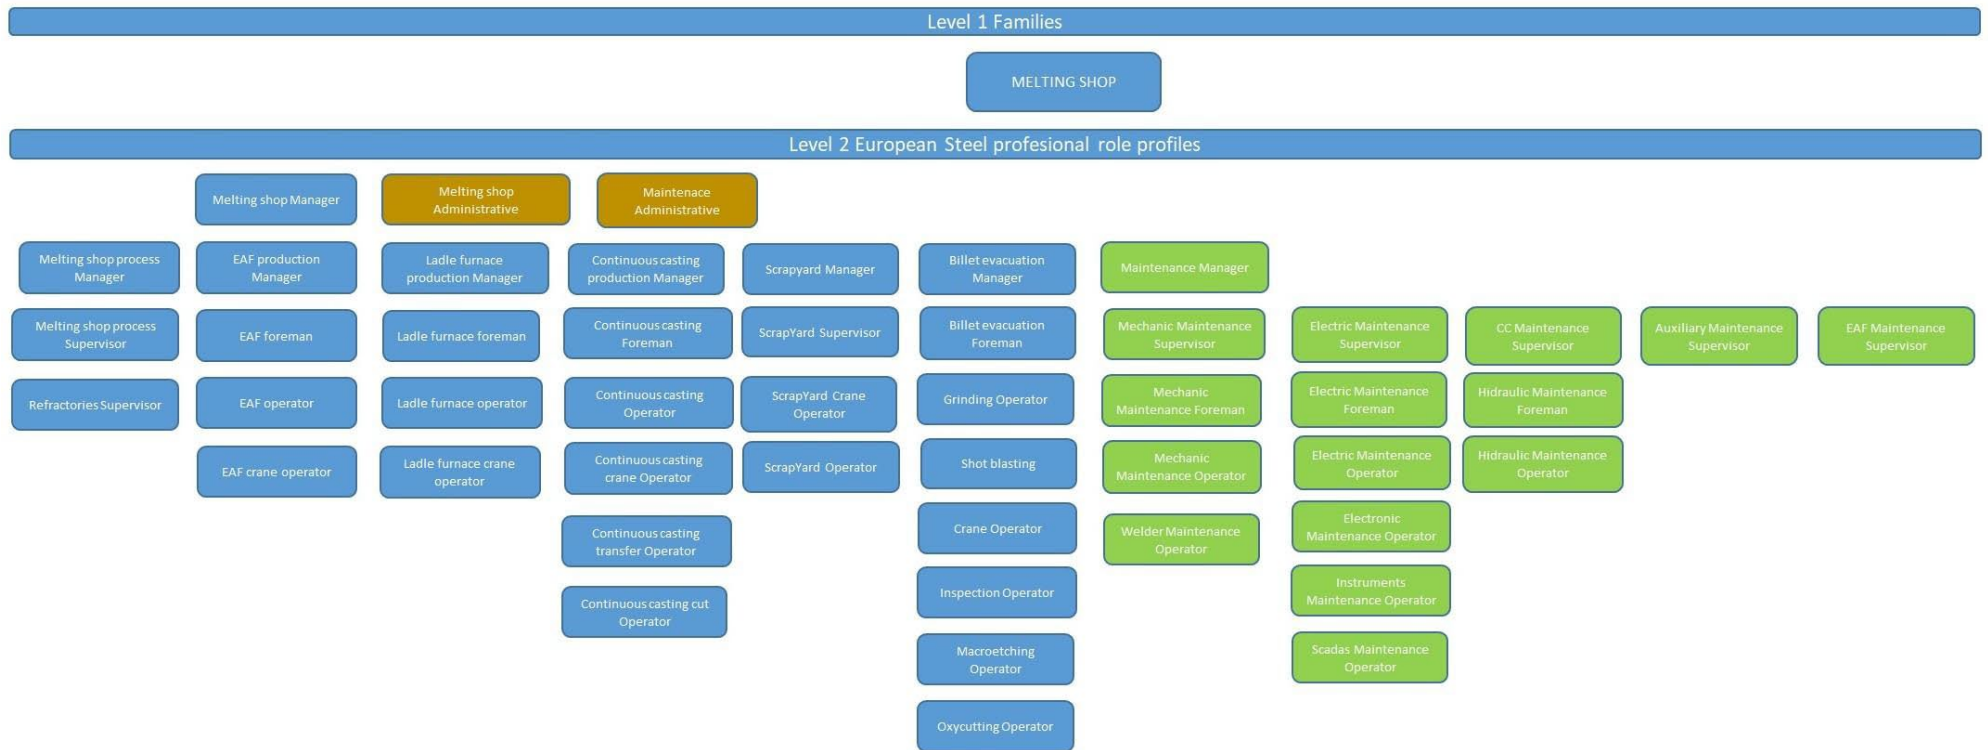 Level 1 Families
MELTING SHOP
Level 2 European Steel profesional role profiles
Melting shop Manager
Melting shop
Administrative
Maintenace
Administrative
Melting shop process
Manager
EAF production
Manager
Ladle furnace
production Manager
Continuous casting
production Manager
Scrapyard Manager
Billet evacuation
Manager
Maintenance Manager
Melting shop process
Supervisor
EAF foreman
Ladle furnace foreman
Continuous casting
Foreman
ScrapYard Supervisor
Billet evacuation
Foreman
Mechanic Maintenance
Supervisor
Electric Maintenance
Supervisor
CC Maintenance
Supervisor
Auxiliary Maintenance
Supervisor
EAF Maintenance
Supervisor
Refractories Supervisor
EAF operator
Ladle furnace operator
Continuous casting
Operator
ScrapYard Crane
Operator
Grinding Operator
Mechanic
Maintenance Foreman
Electric Maintenance
Foreman
Hidraulic Maintenance
Foreman
EAF crane operator
Ladle furnace crane
operator
Continuous casting
crane Operator
ScrapYard Operator
Shot blasting
Mechanic
Maintenance Operator
Electric Maintenance
Operator
Hidraulic Maintenance
Operator
Continuous casting
transfer Operator
Crane Operator
Welder Maintenance
Operator
Electronic
Maintenance Operator
Continuous casting cut
Operator
Inspection Operator
Instruments
Maintenance Operator
Macroetching
Operator
Scadas Maintenance
Operator
Oxycutting Operator